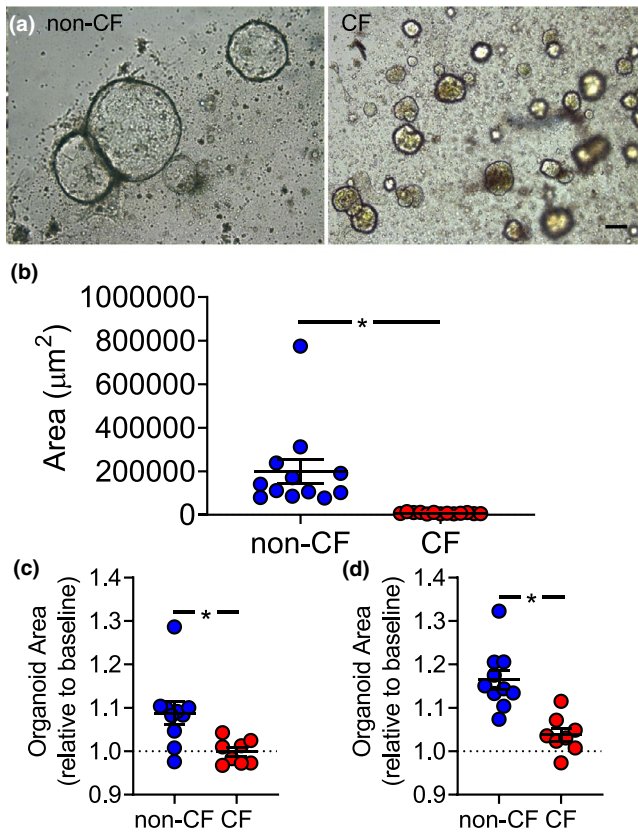 (a) non-CF
CF
(b)
Area (μm²)
1000000
800000
600000
400000
200000
0
*
non-CF CF
(c)
Organoid Area
(relative to baseline)
1.4
1.3
1.2
1.1
1.0
0.9
*
non-CF CF
(d)
Organoid Area
(relative to baseline)
1.4
1.3
1.2
1.1
1.0
0.9
*
non-CF CF